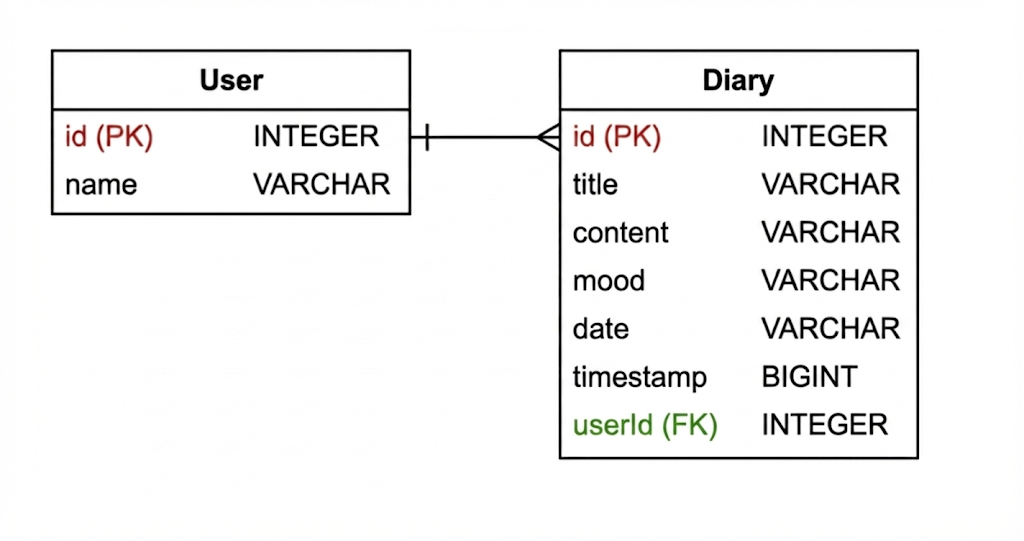 User
id (PK) INTEGER
name VARCHAR
Diary
id (PK) INTEGER
title VARCHAR
content VARCHAR
mood VARCHAR
date VARCHAR
timestamp BIGINT
userId (FK) INTEGER